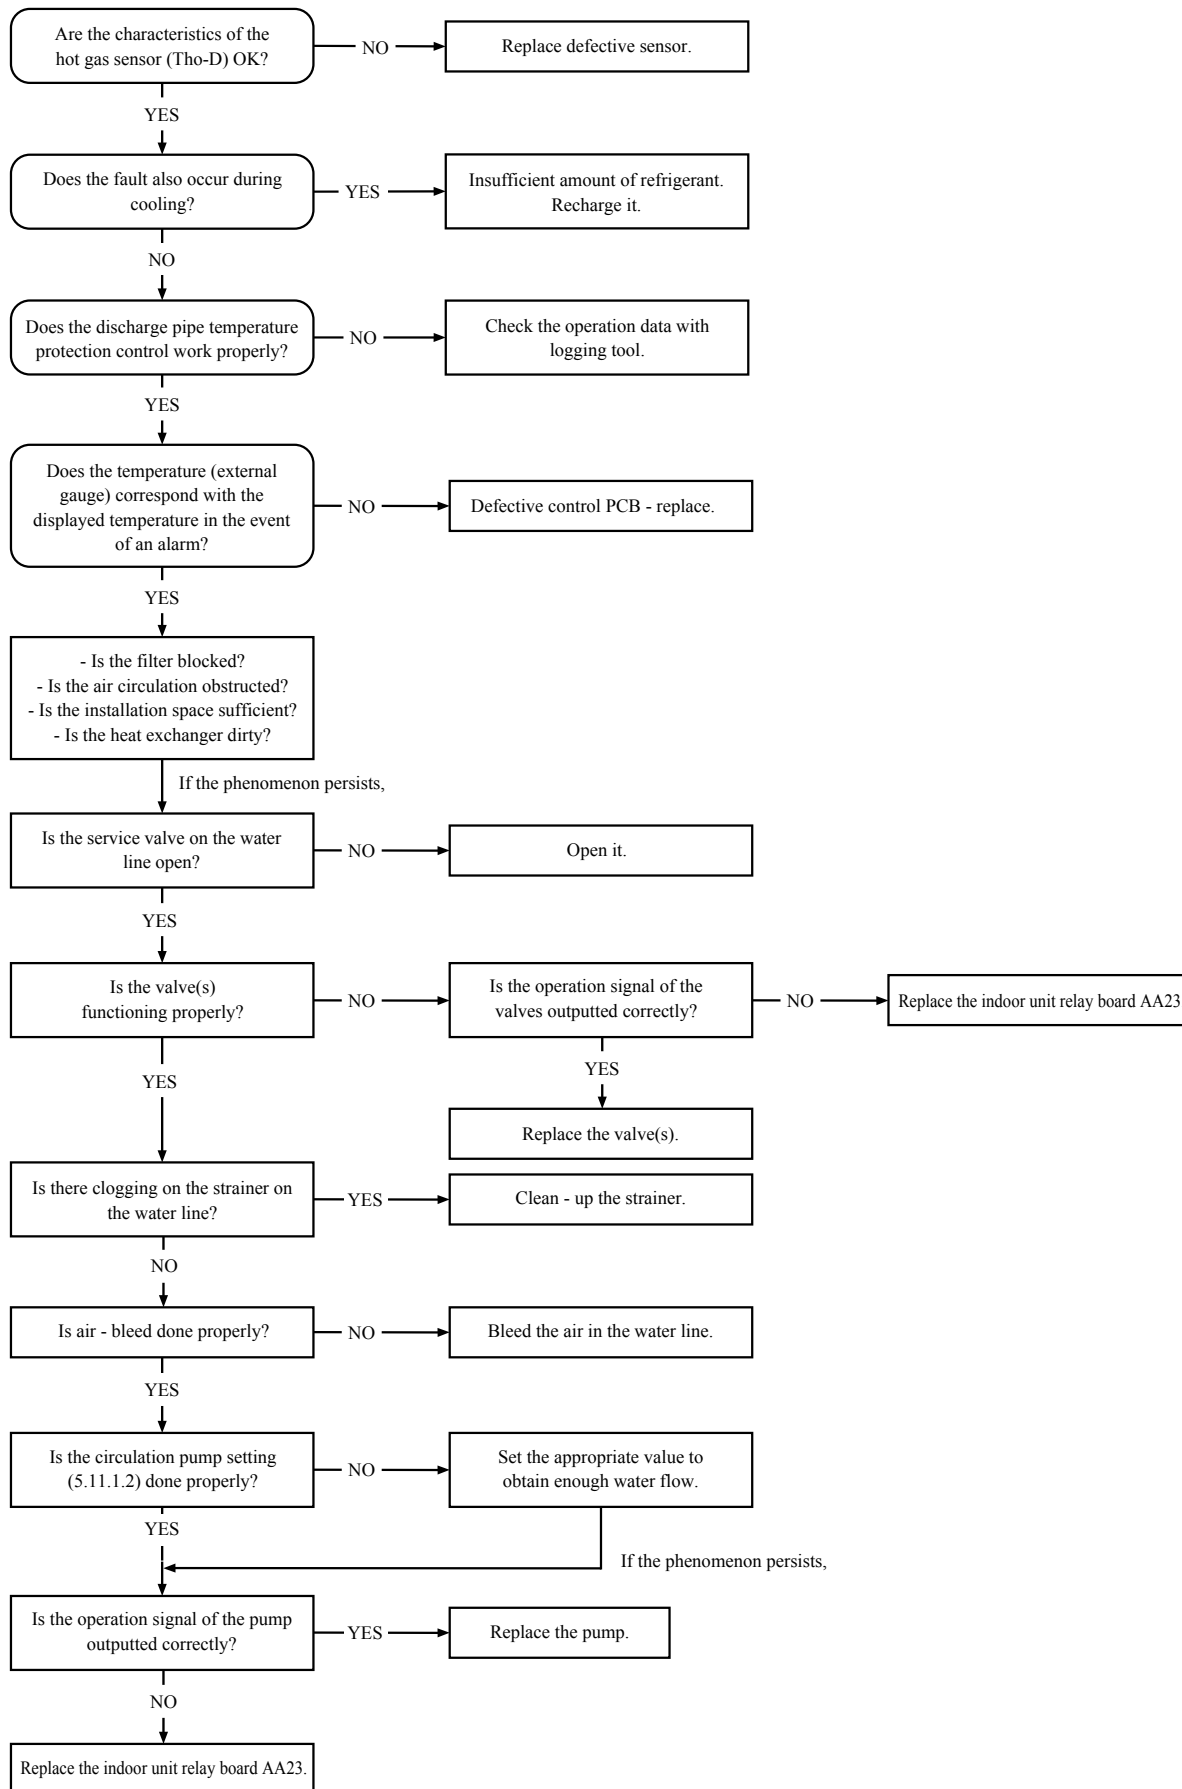 Are the characteristics of the
hot gas sensor (Tho-D) OK?
NO
Replace defective sensor.
YES
Does the fault also occur during
cooling?
YES
Insufficient amount of refrigerant.
Recharge it.
NO
Does the discharge pipe temperature
protection control work properly?
NO
Check the operation data with
logging tool.
YES
Does the temperature (external
gauge) correspond with the
displayed temperature in the event
of an alarm?
NO
Defective control PCB - replace.
YES
- Is the filter blocked?
- Is the air circulation obstructed?
- Is the installation space sufficient?
- Is the heat exchanger dirty?
If the phenomenon persists,
Is the service valve on the water
line open?
NO
Open it.
YES
Is the valve(s)
functioning properly?
NO
Is the operation signal of the
valves outputted correctly?
NO
Replace the indoor unit relay board AA23
YES
YES
Replace the valve(s).
Is there clogging on the strainer on
the water line?
YES
Clean - up the strainer.
NO
Is air - bleed done properly?
NO
Bleed the air in the water line.
YES
Is the circulation pump setting
(5.11.1.2) done properly?
NO
Set the appropriate value to
obtain enough water flow.
YES
If the phenomenon persists,
Is the operation signal of the pump
outputted correctly?
YES
Replace the pump.
NO
Replace the indoor unit relay board AA23.